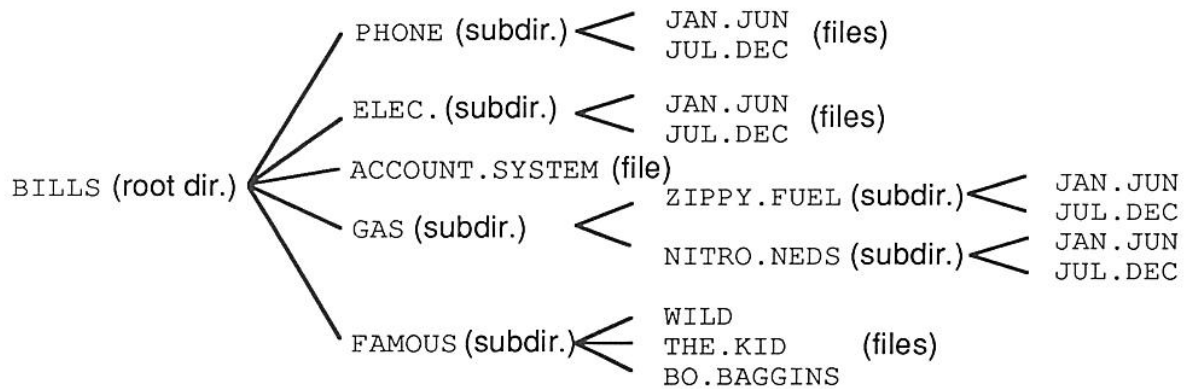 PHONE (subdir.)
JAN.JUN
JUL.DEC
(files)
ELEC. (subdir.)
JAN.JUN
JUL.DEC
(files)
BILLS (root dir.)
ACCOUNT.SYSTEM (file)
GAS (subdir.)
ZIPPY.FUEL (subdir.)
JAN.JUN
JUL.DEC
NITRO.NEDS (subdir.)
JAN.JUN
JUL.DEC
FAMOUS (subdir.)
WILD
THE.KID
BO.BAGGINS
(files)